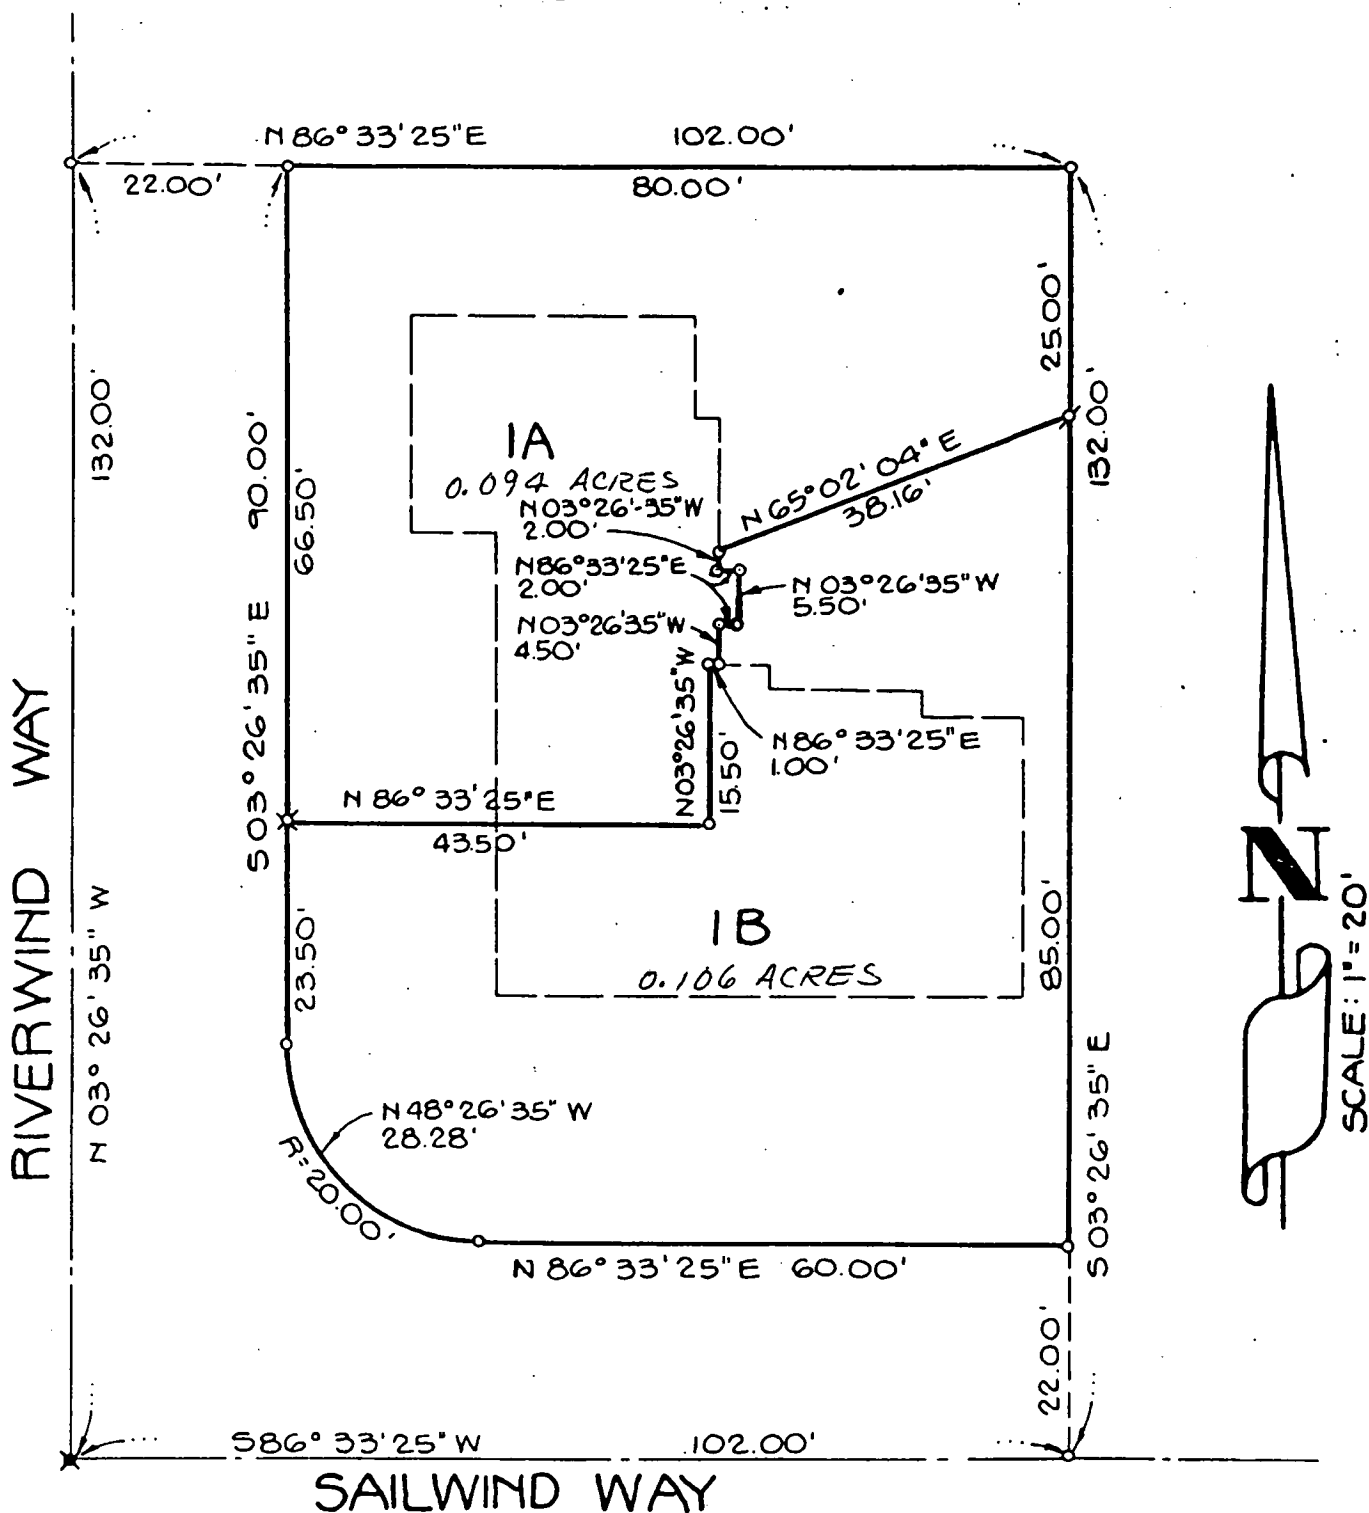 N 86° 33' 25" E 102.00'
22.00' 80.00'
25.00'
132.00'
132.00'
90.00'
66.50'
S 03° 26' 35" E
1A
0.094 ACRES
N 65° 02' 04" E
38.16'
N 03° 26'-35" W
2.00'
N 86° 33' 25" E
2.00'
N 03° 26' 35" W
5.50'
N 03° 26' 35" W
4.50'
N 03° 26' 35" W
15.50'
N 86° 33' 25" E
1.00'
N 86° 33' 25" E
43.50'
RIVERWIND WAY
N 03° 26' 35" W
23.50'
1B
0.106 ACRES
85.00'
N
SCALE: 1" = 20'
N 48° 26' 35" W
28.28'
R=20.00'
S 03° 26' 35" E
N 86° 33' 25" E 60.00'
22.00'
S 86° 33' 25" W 102.00'
SAILWIND WAY